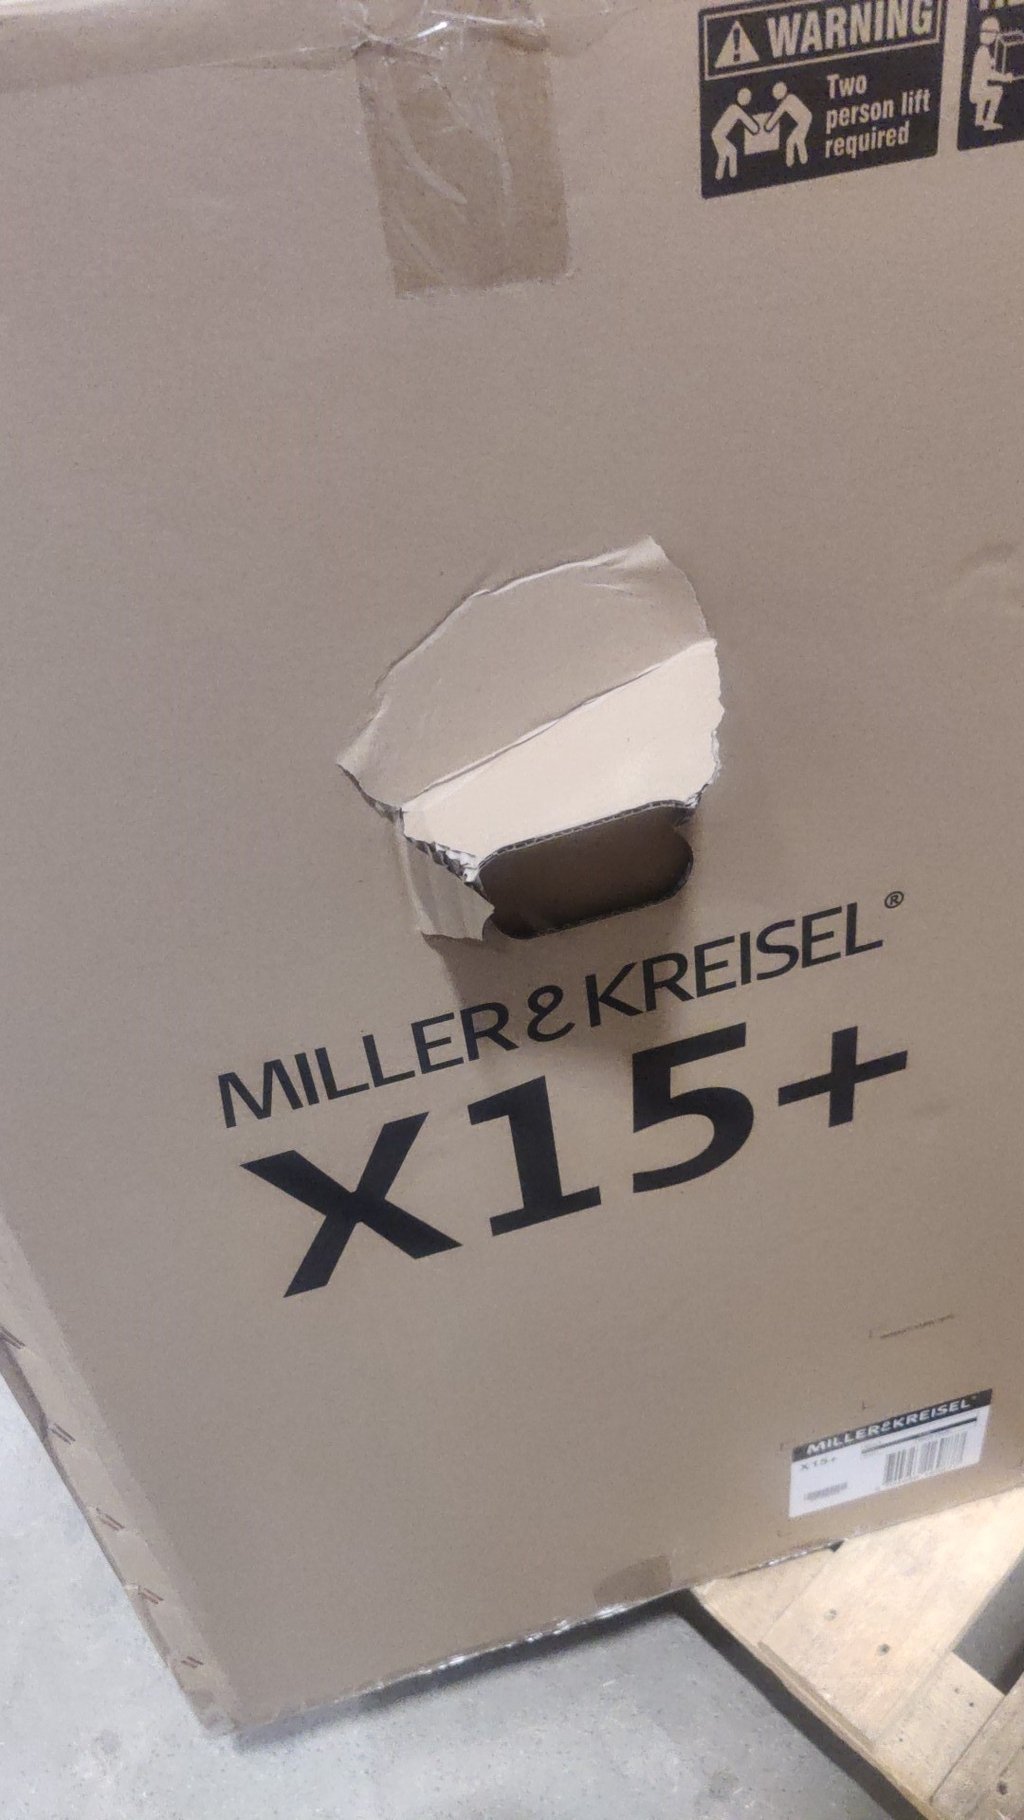 WARNING
Two
person lift
required
MILLER & KREISEL®
X15+
MILLER&KREISEL
X15+